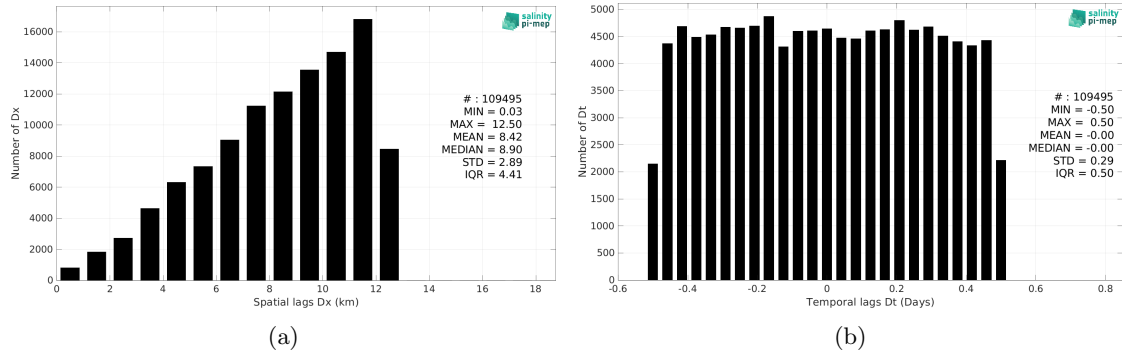 16000
14000
12000
10000
8000
6000
4000
2000
0
Number of Dx
0 2 4 6 8 10 12 14 16 18
Spatial lags Dx (km)
salinity
pi-mep
# : 109495
MIN = 0.03
MAX = 12.50
MEAN = 8.42
MEDIAN = 8.90
STD = 2.89
IQR = 4.41
(a)
5000
4500
4000
3500
3000
2500
2000
1500
1000
500
0
Number of Dt
-0.6 -0.4 -0.2 0 0.2 0.4 0.6 0.8
Temporal lags Dt (Days)
salinity
pi-mep
# : 109495
MIN = -0.50
MAX = 0.50
MEAN = -0.00
MEDIAN = -0.00
STD = 0.29
IQR = 0.50
(b)